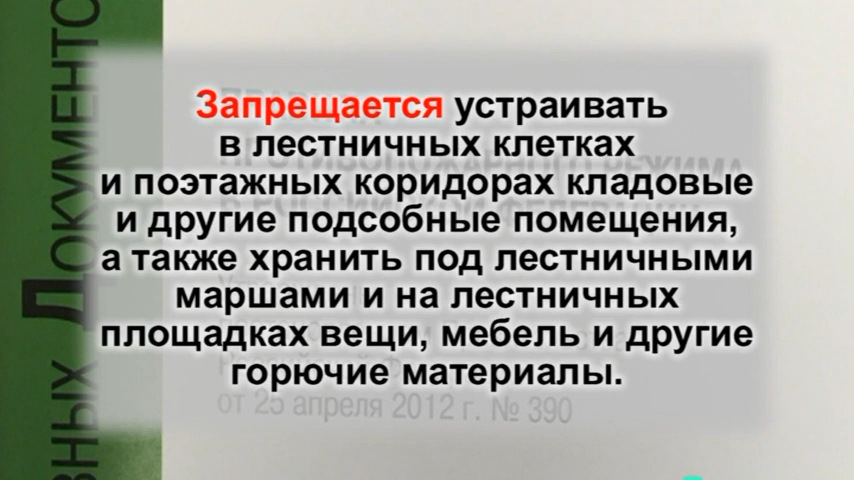 Запрещается устраивать
в лестничных клетках
и поэтажных коридорах кладовые
и другие подсобные помещения,
а также хранить под лестничными
маршами и на лестничных
площадках вещи, мебель и другие
горючие материалы.
от 25 апреля 2012 г. № 390
Документо